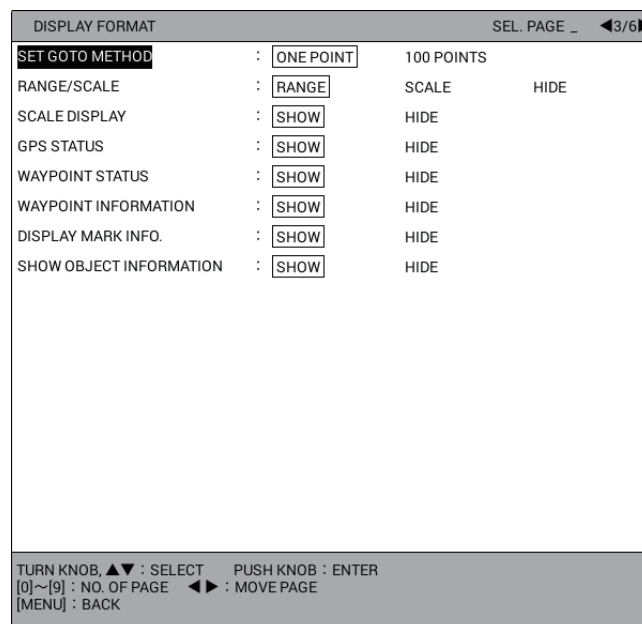 DISPLAY FORMAT SEL. PAGE _ ◀3/6▶
SET GOTO METHOD : ONE POINT 100 POINTS
RANGE/SCALE : RANGE SCALE HIDE
SCALE DISPLAY : SHOW HIDE
GPS STATUS : SHOW HIDE
WAYPOINT STATUS : SHOW HIDE
WAYPOINT INFORMATION : SHOW HIDE
DISPLAY MARK INFO. : SHOW HIDE
SHOW OBJECT INFORMATION : SHOW HIDE
TURN KNOB, ▲▼ : SELECT PUSH KNOB : ENTER
[0]~[9] : NO. OF PAGE ◀ ▶ : MOVE PAGE
[MENU] : BACK